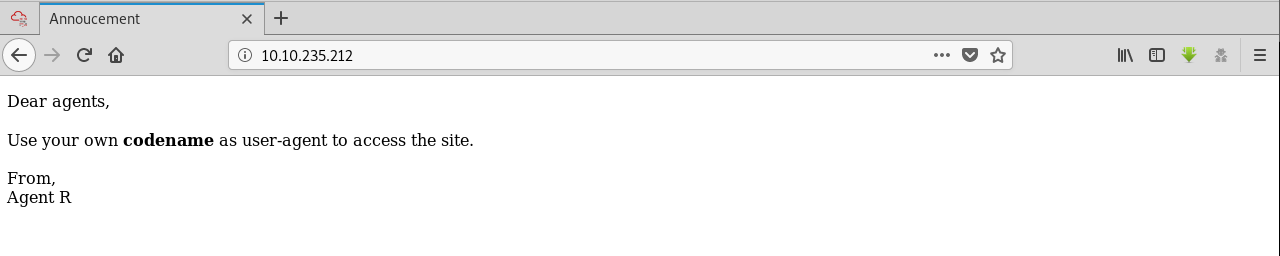 Annoucement
10.10.235.212
Dear agents,
Use your own codename as user-agent to access the site.
From,
Agent R